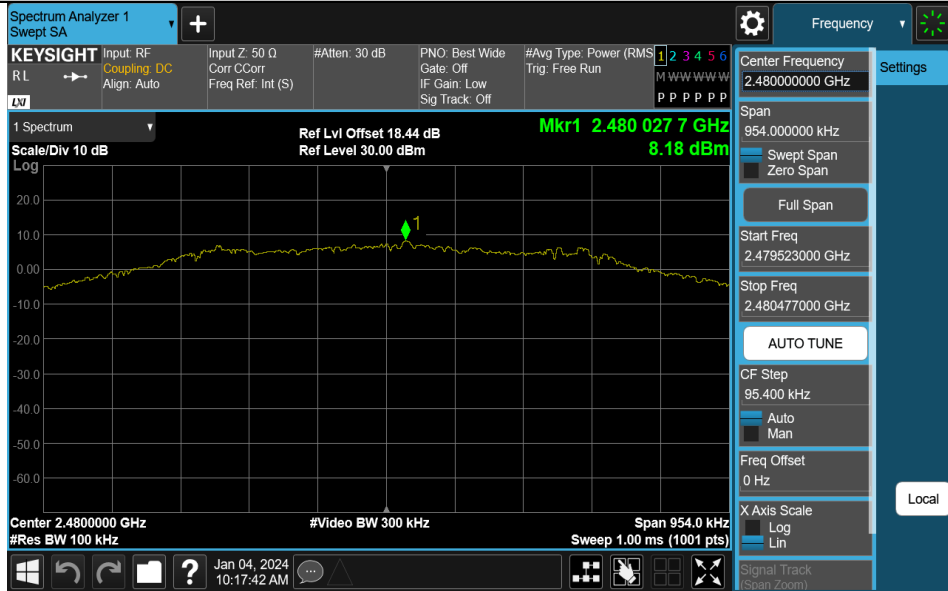 Spectrum Analyzer 1
Swept SA
Frequency
KEYSIGHT
R L
LXI
Input: RF
Coupling: DC
Align: Auto
Input Z: 50 Ω
Corr CCorr
Freq Ref: Int (S)
#Atten: 30 dB
PNO: Best Wide
Gate: Off
IF Gain: Low
Sig Track: Off
#Avg Type: Power (RMS
Trig: Free Run
1 2 3 4 5 6
M W W W W W
P P P P P P
1 Spectrum
Scale/Div 10 dB
Log
Ref Lvl Offset 18.44 dB
Ref Level 30.00 dBm
Mkr1 2.480 027 7 GHz
8.18 dBm
20.0
10.0
0.00
-10.0
-20.0
-30.0
-40.0
-50.0
-60.0
1
Center 2.4800000 GHz
#Res BW 100 kHz
#Video BW 300 kHz
Span 954.0 kHz
Sweep 1.00 ms (1001 pts)
Jan 04, 2024
10:17:42 AM
Center Frequency
2.480000000 GHz
Span
954.000000 kHz
Swept Span
Zero Span
Full Span
Start Freq
2.479523000 GHz
Stop Freq
2.480477000 GHz
AUTO TUNE
CF Step
95.400 kHz
Auto
Man
Freq Offset
0 Hz
X Axis Scale
Log
Lin
Signal Track
(Span Zoom)
Settings
Local